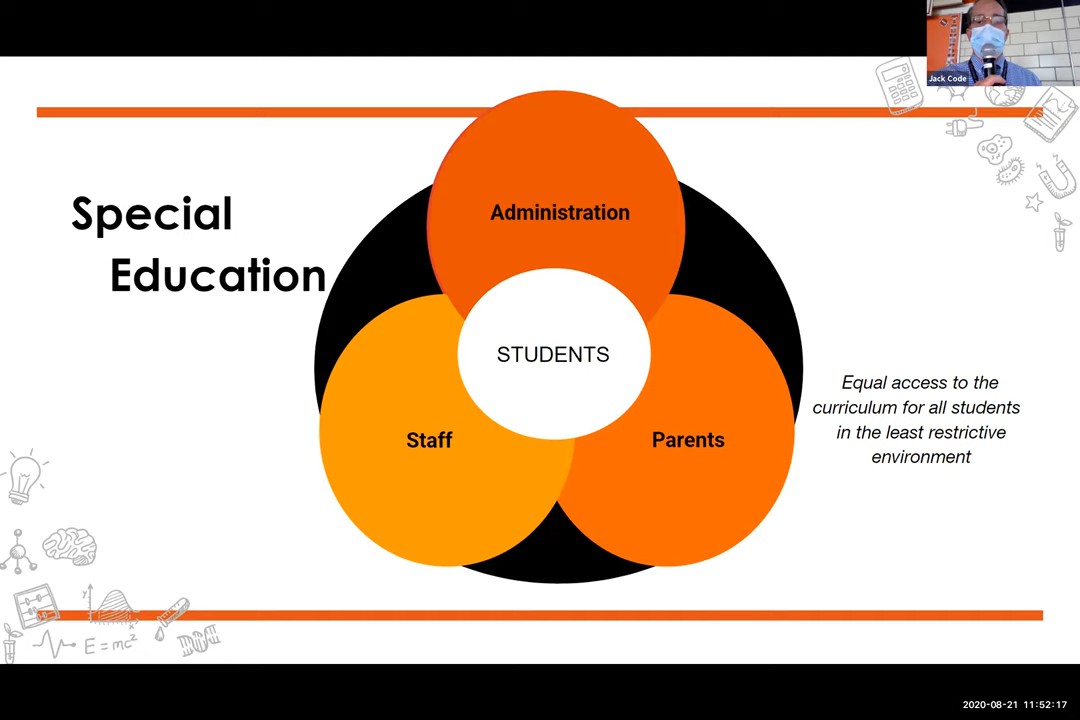 Jack Code
Special
Education
Administration
STUDENTS
Staff
Parents
Equal access to the
curriculum for all students
in the least restrictive
environment
y
x
E=mc²
2020-08-21 11:52:17